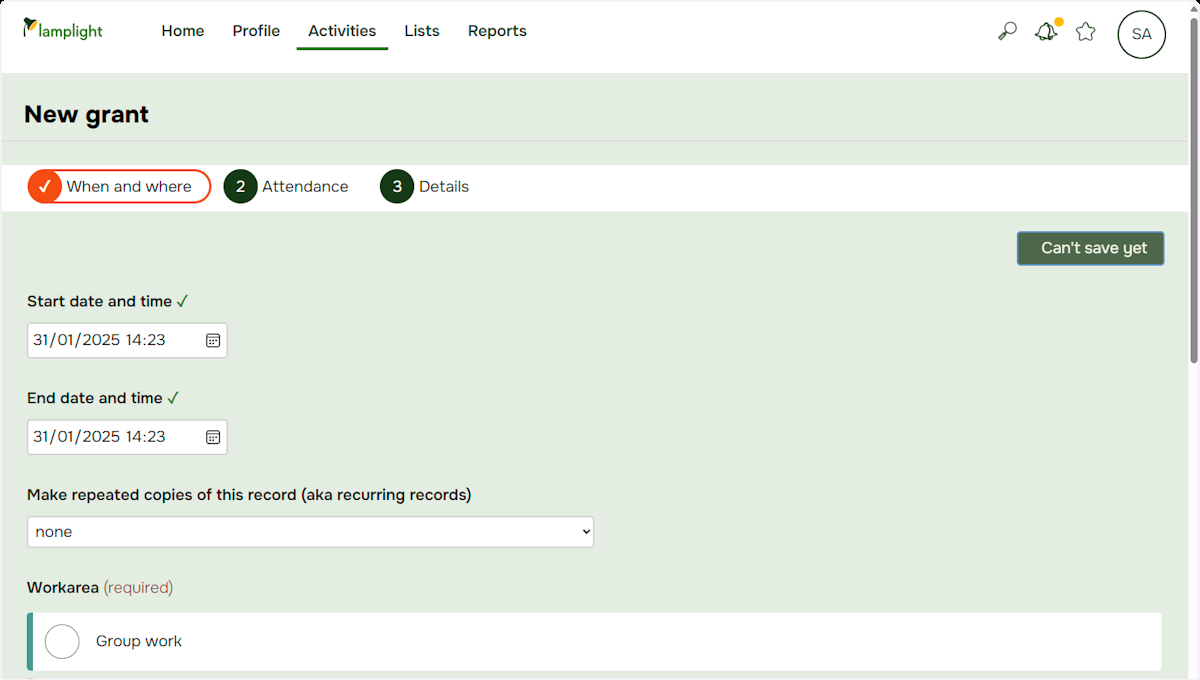 lamplight
Home Profile Activities Lists Reports
SA
New grant
✓ When and where 2 Attendance 3 Details
Can't save yet
Start date and time ✓
31/01/2025 14:23
End date and time ✓
31/01/2025 14:23
Make repeated copies of this record (aka recurring records)
none
Workarea (required)
Group work